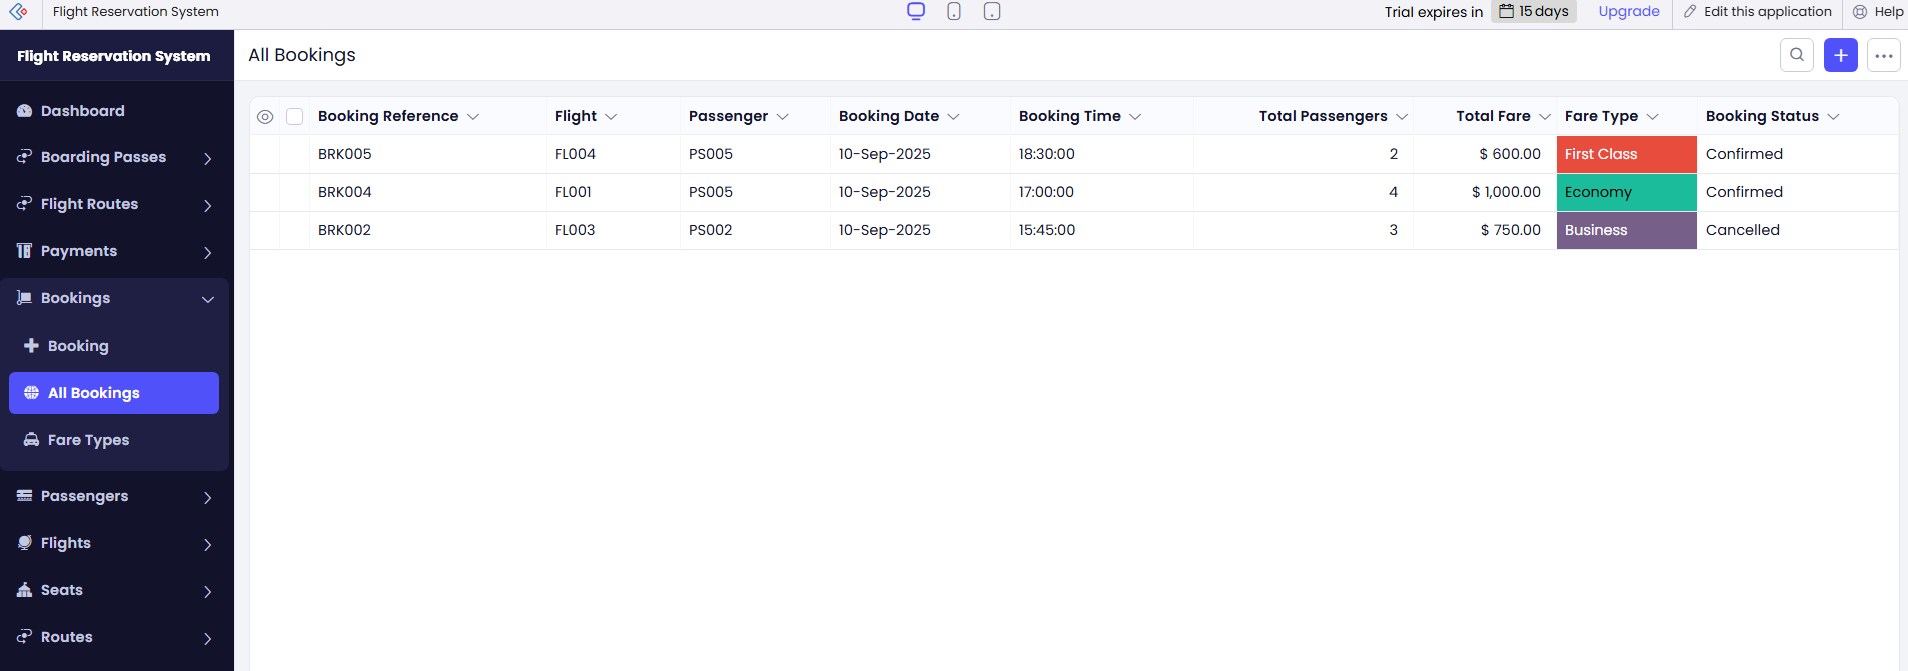 Flight Reservation System
Trial expires in 15 days Upgrade Edit this application Help
Flight Reservation System
All Bookings
Dashboard
Boarding Passes
Flight Routes
Payments
Bookings
Booking
All Bookings
Fare Types
Passengers
Flights
Seats
Routes
Booking Reference Flight Passenger Booking Date Booking Time Total Passengers Total Fare Fare Type Booking Status
BRK005 FL004 PS005 10-Sep-2025 18:30:00 2 $ 600.00 First Class Confirmed
BRK004 FL001 PS005 10-Sep-2025 17:00:00 4 $ 1,000.00 Economy Confirmed
BRK002 FL003 PS002 10-Sep-2025 15:45:00 3 $ 750.00 Business Cancelled